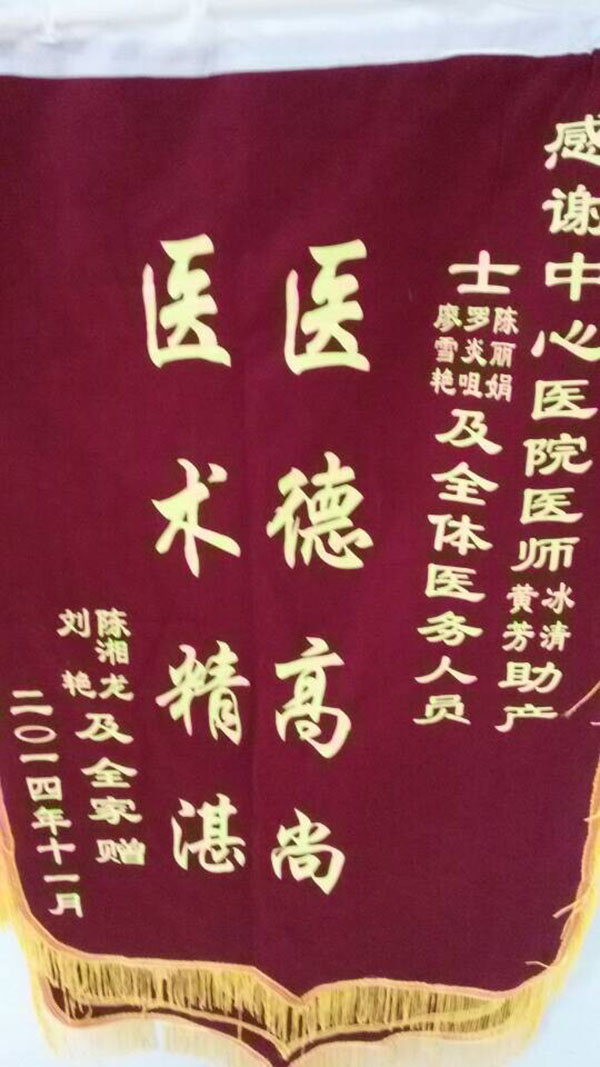 感谢中心医院医师冰清黄芳助产
士陈丽娟罗炎咀廖雪艳及全体医务人员
医德高尚
医术精湛
陈湘龙刘艳及全家赠
二〇一四年十一月